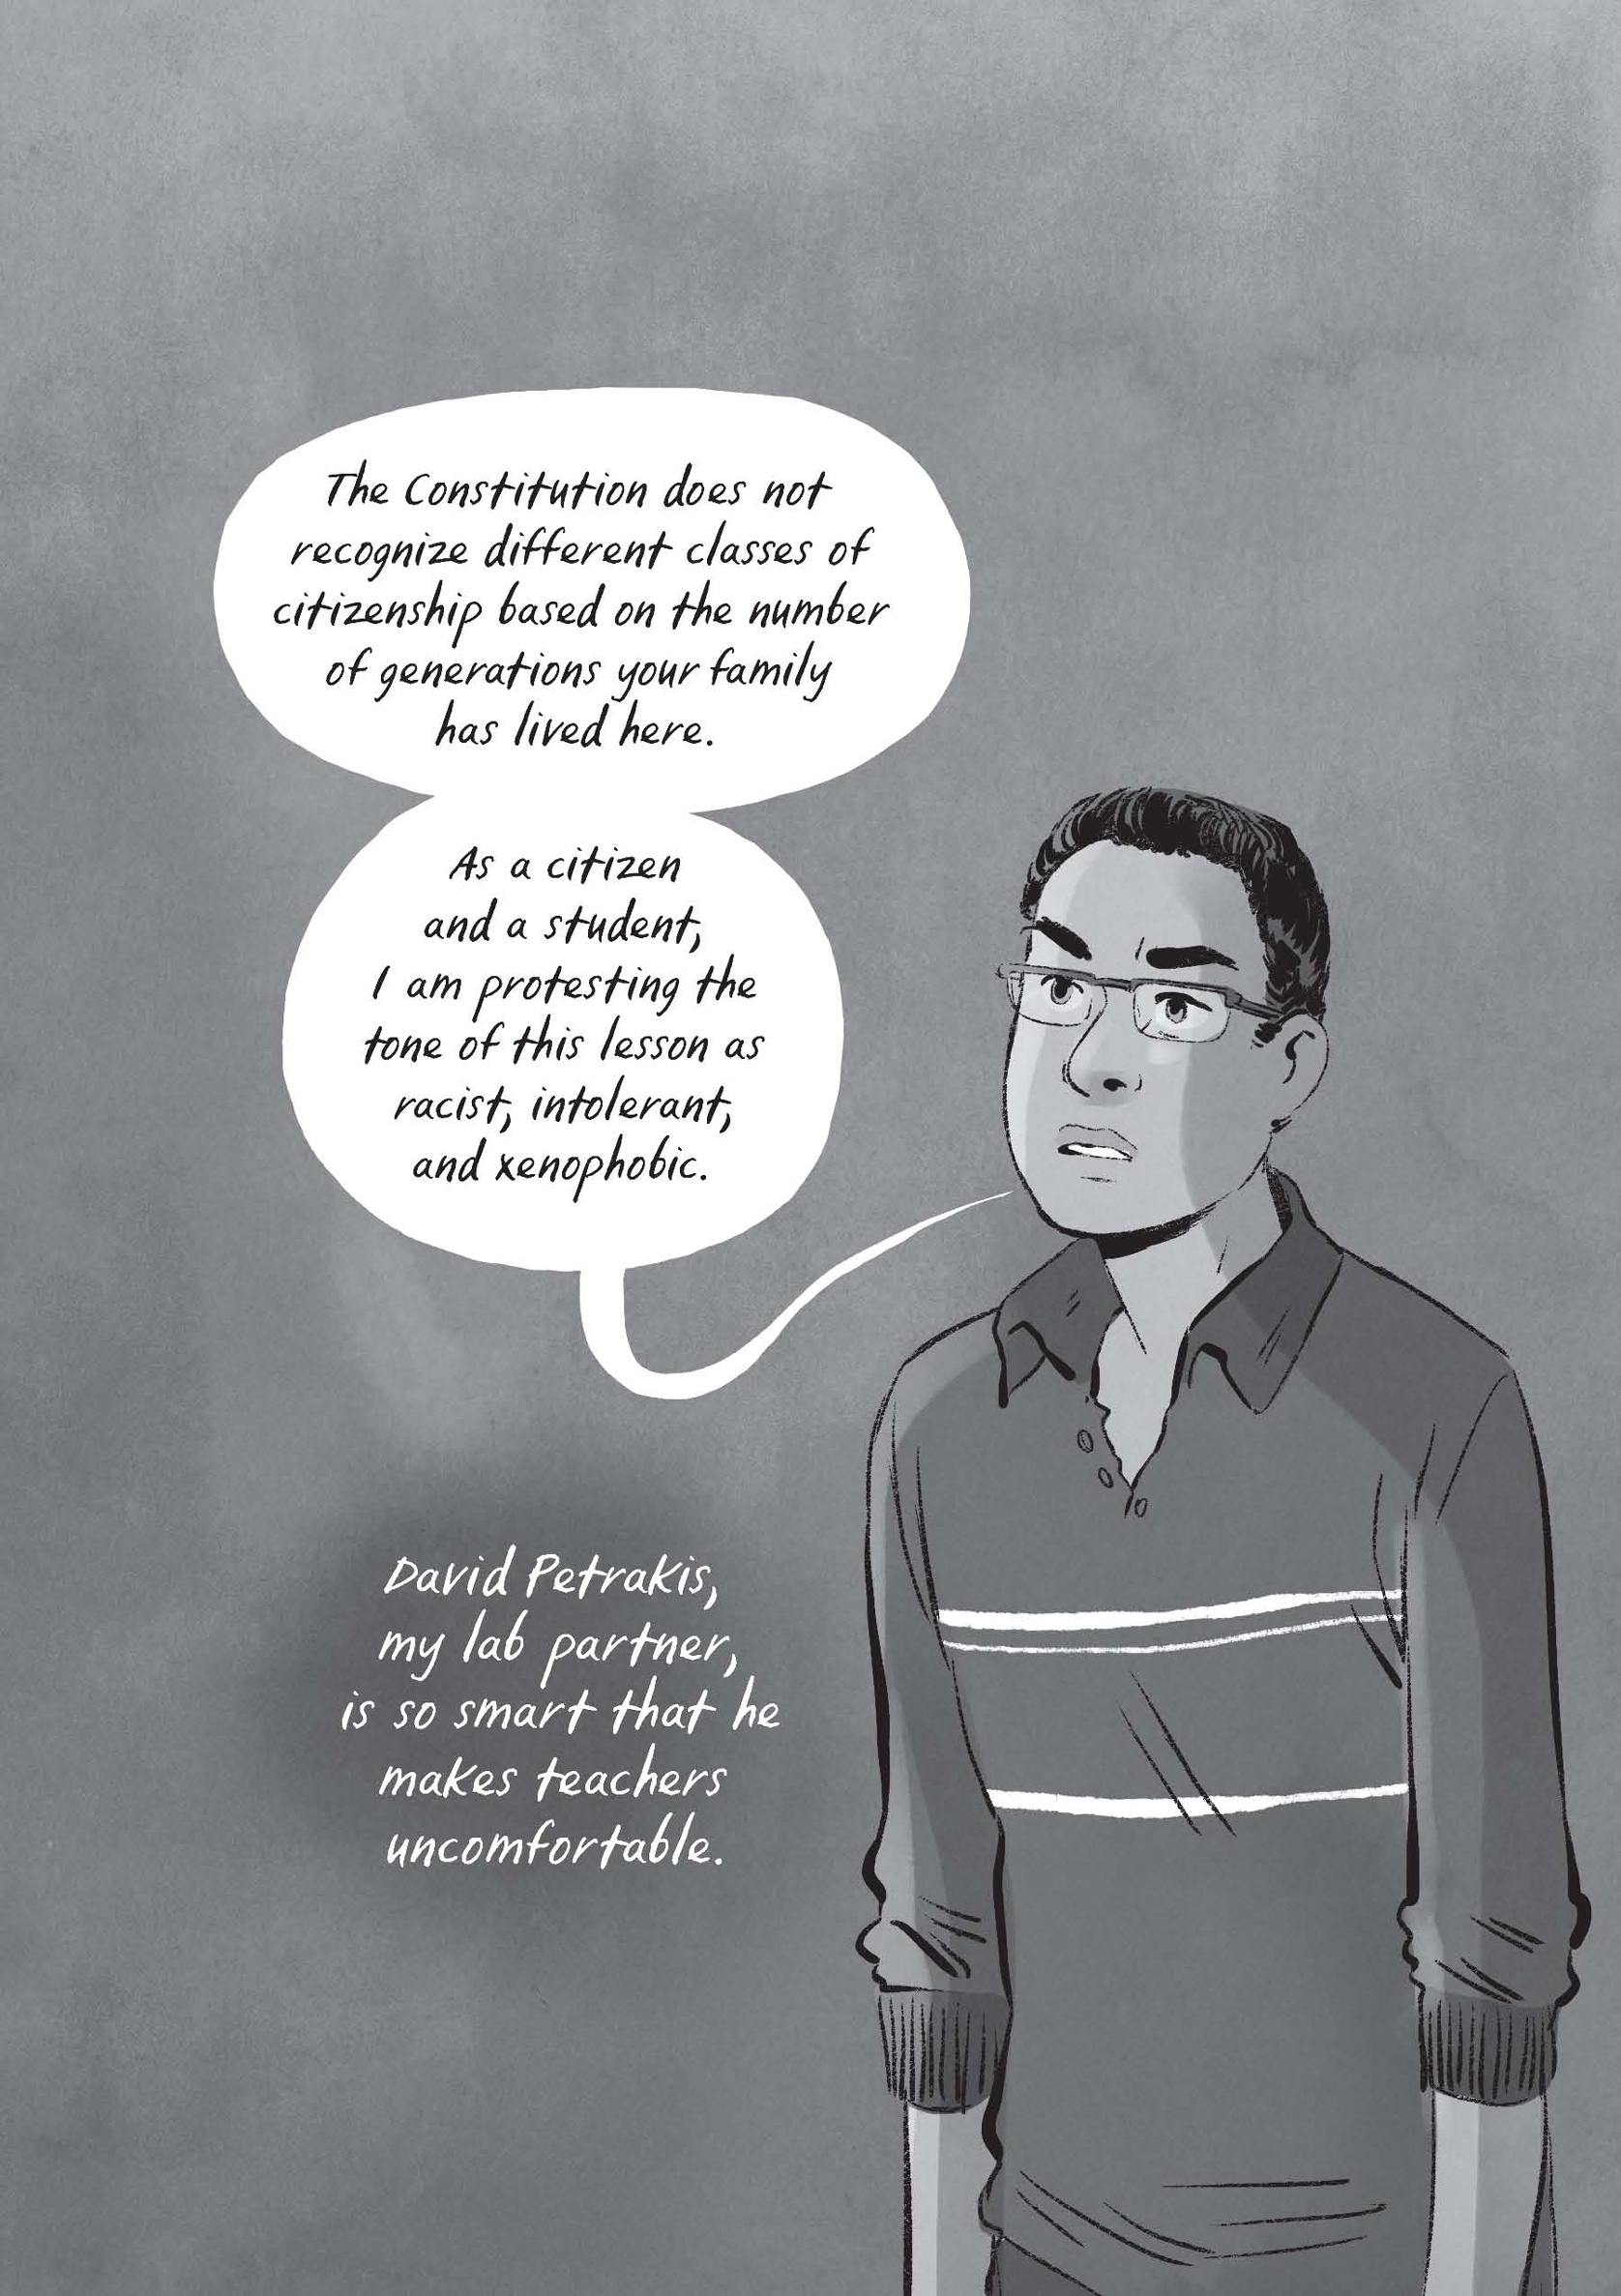 The Constitution does not
recognize different classes of
citizenship based on the number
of generations your family
has lived here.
As a citizen
and a student,
I am protesting the
tone of this lesson as
racist, intolerant,
and xenophobic.
David Petrakis,
my lab partner,
is so smart that he
makes teachers
uncomfortable.